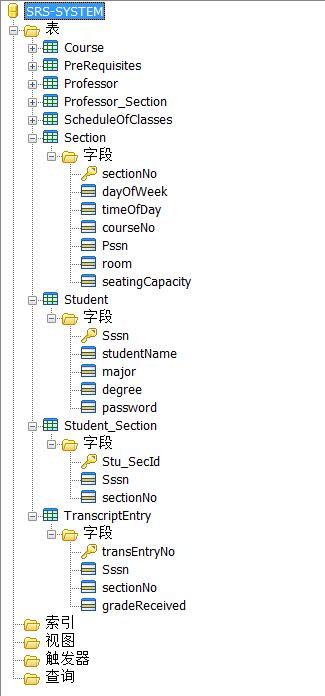 SRS-SYSTEM
表
Course
PreRequisites
Professor
Professor_Section
ScheduleOfClasses
Section
字段
sectionNo
dayOfWeek
timeOfDay
courseNo
Pssn
room
seatingCapacity
Student
字段
Sssn
studentName
major
degree
password
Student_Section
字段
Stu_SecId
Sssn
sectionNo
TranscriptEntry
字段
transEntryNo
Sssn
sectionNo
gradeReceived
索引
视图
触发器
查询